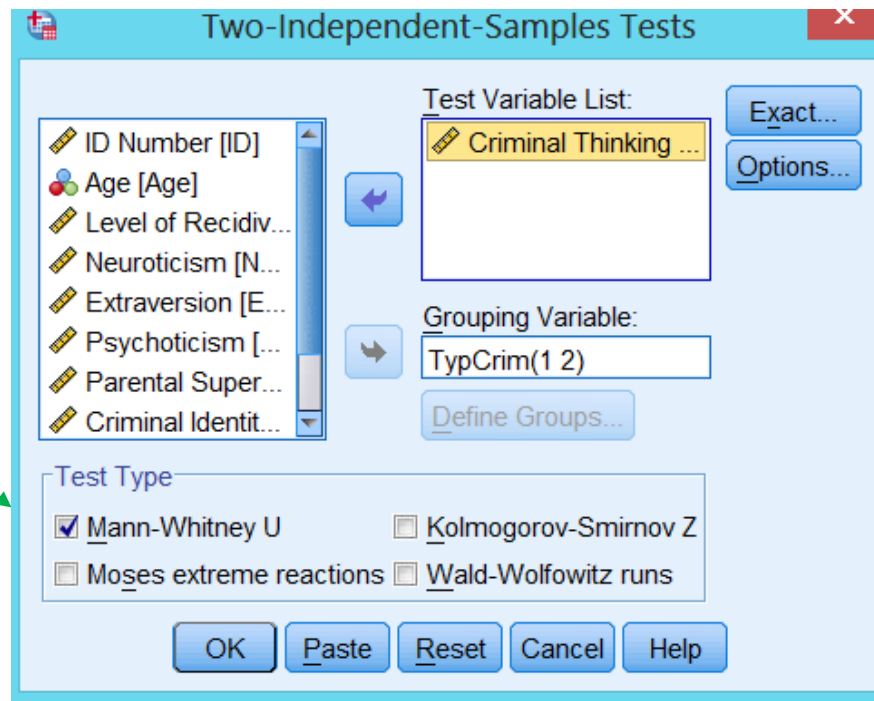 Two-Independent-Samples Tests
Test Variable List:
ID Number [ID]
Age [Age]
Level of Recidiv...
Neuroticism [N...
Extraversion [E...
Psychoticism [...
Parental Super...
Criminal Identit...
Criminal Thinking ...
Exact...
Options...
Grouping Variable:
TypCrim(1 2)
Define Groups...
Test Type
Mann-Whitney U
Kolmogorov-Smirnov Z
Moses extreme reactions
Wald-Wolfowitz runs
OK
Paste
Reset
Cancel
Help